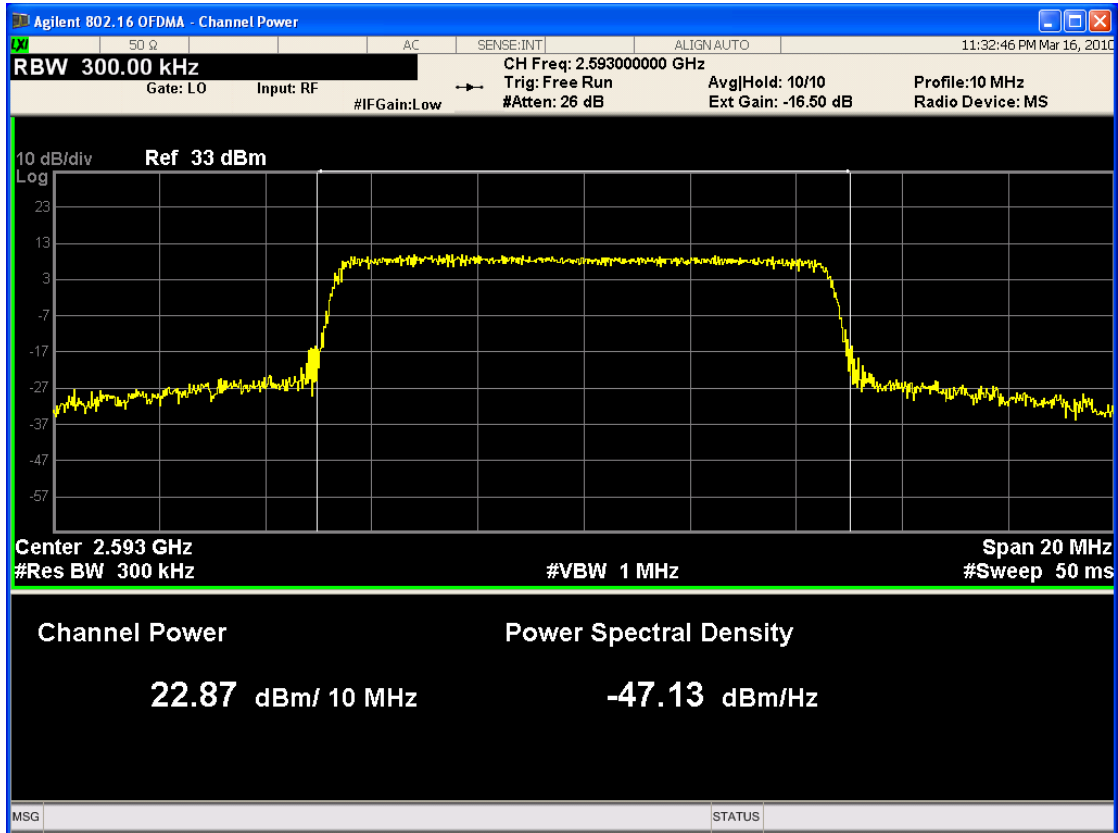 Agilent 802.16 OFDMA - Channel Power
LXI 50 Ω AC SENSE:INT ALIGN AUTO 11:32:46 PM Mar 16, 2010
RBW 300.00 kHz
Gate: LO Input: RF #IFGain:Low
CH Freq: 2.593000000 GHz
Trig: Free Run Avg|Hold: 10/10 Profile:10 MHz
#Atten: 26 dB Ext Gain: -16.50 dB Radio Device: MS
10 dB/div Ref 33 dBm
Log
23
13
3
-7
-17
-27
-37
-47
-57
Center 2.593 GHz Span 20 MHz
#Res BW 300 kHz #VBW 1 MHz #Sweep 50 ms
Channel Power Power Spectral Density
22.87 dBm/ 10 MHz -47.13 dBm/Hz
MSG STATUS